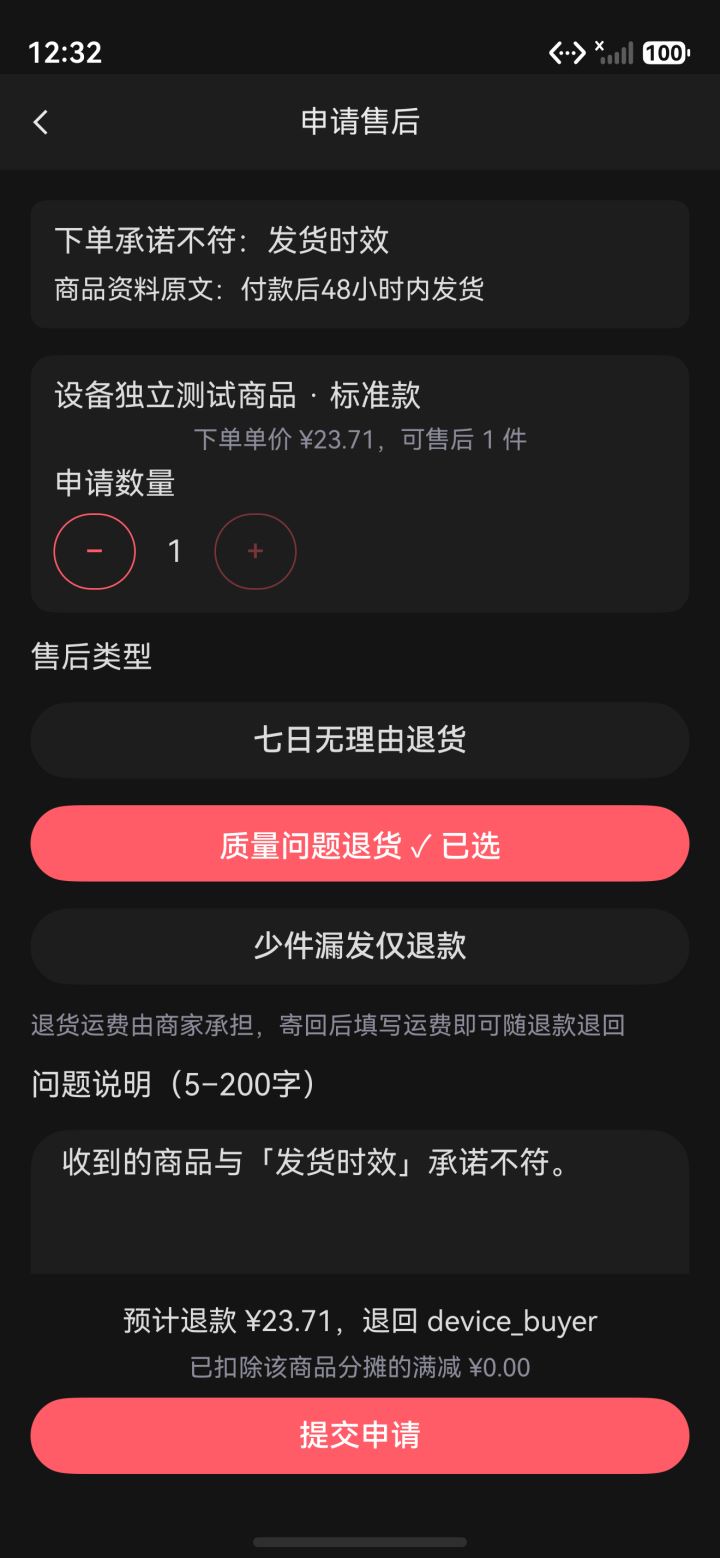 12:32
100
申请售后
下单承诺不符：发货时效
商品资料原文：付款后48小时内发货
设备独立测试商品 · 标准款
下单单价 ¥23.71，可售后 1 件
申请数量
− 1 +
售后类型
七日无理由退货
质量问题退货 ✓ 已选
少件漏发仅退款
退货运费由商家承担，寄回后填写运费即可随退款退回
问题说明（5–200字）
收到的商品与「发货时效」承诺不符。
预计退款 ¥23.71，退回 device_buyer
已扣除该商品分摊的满减 ¥0.00
提交申请